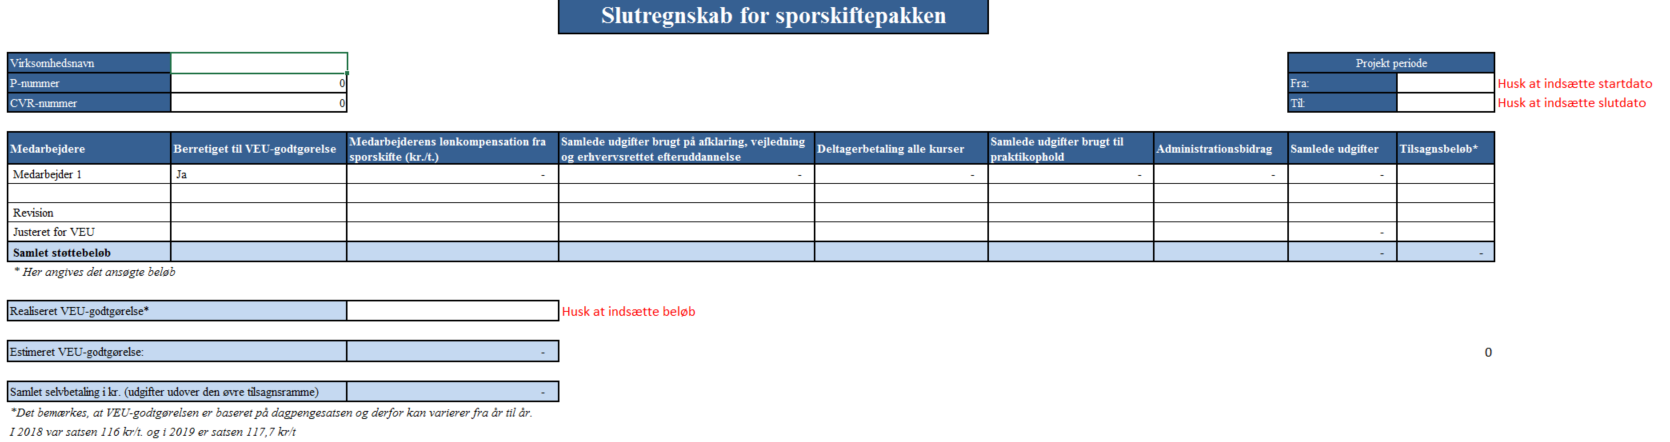 Slutregnskab for sporskiftepakken
Virksomhedsnavn
P-nummer 0
CVR-nummer 0
Projekt periode
Fra: Husk at indsætte startdato
Til: Husk at indsætte slutdato
Medarbejdere Berretiget til VEU-godtgørelse Medarbejderens lønkompensation fra sporskifte (kr./t.) Samlede udgifter brugt på afklaring, vejledning og erhvervsrettet efteruddannelse Deltagerbetaling alle kurser Samlede udgifter brugt til praktikophold Administrationsbidrag Samlede udgifter Tilsagnsbeløb*
Medarbejder 1 Ja - - - - - -
Revision
Justeret for VEU -
Samlet støttebeløb - -
* Her angives det ansøgte beløb
Realiseret VEU-godtgørelse* Husk at indsætte beløb
Estimeret VEU-godtgørelse: - 0
Samlet selvbetaling i kr. (udgifter udover den øvre tilsagnsramme) -
*Det bemærkes, at VEU-godtgørelsen er baseret på dagpengesatsen og derfor kan varierer fra år til år.
I 2018 var satsen 116 kr/t. og i 2019 er satsen 117,7 kr/t